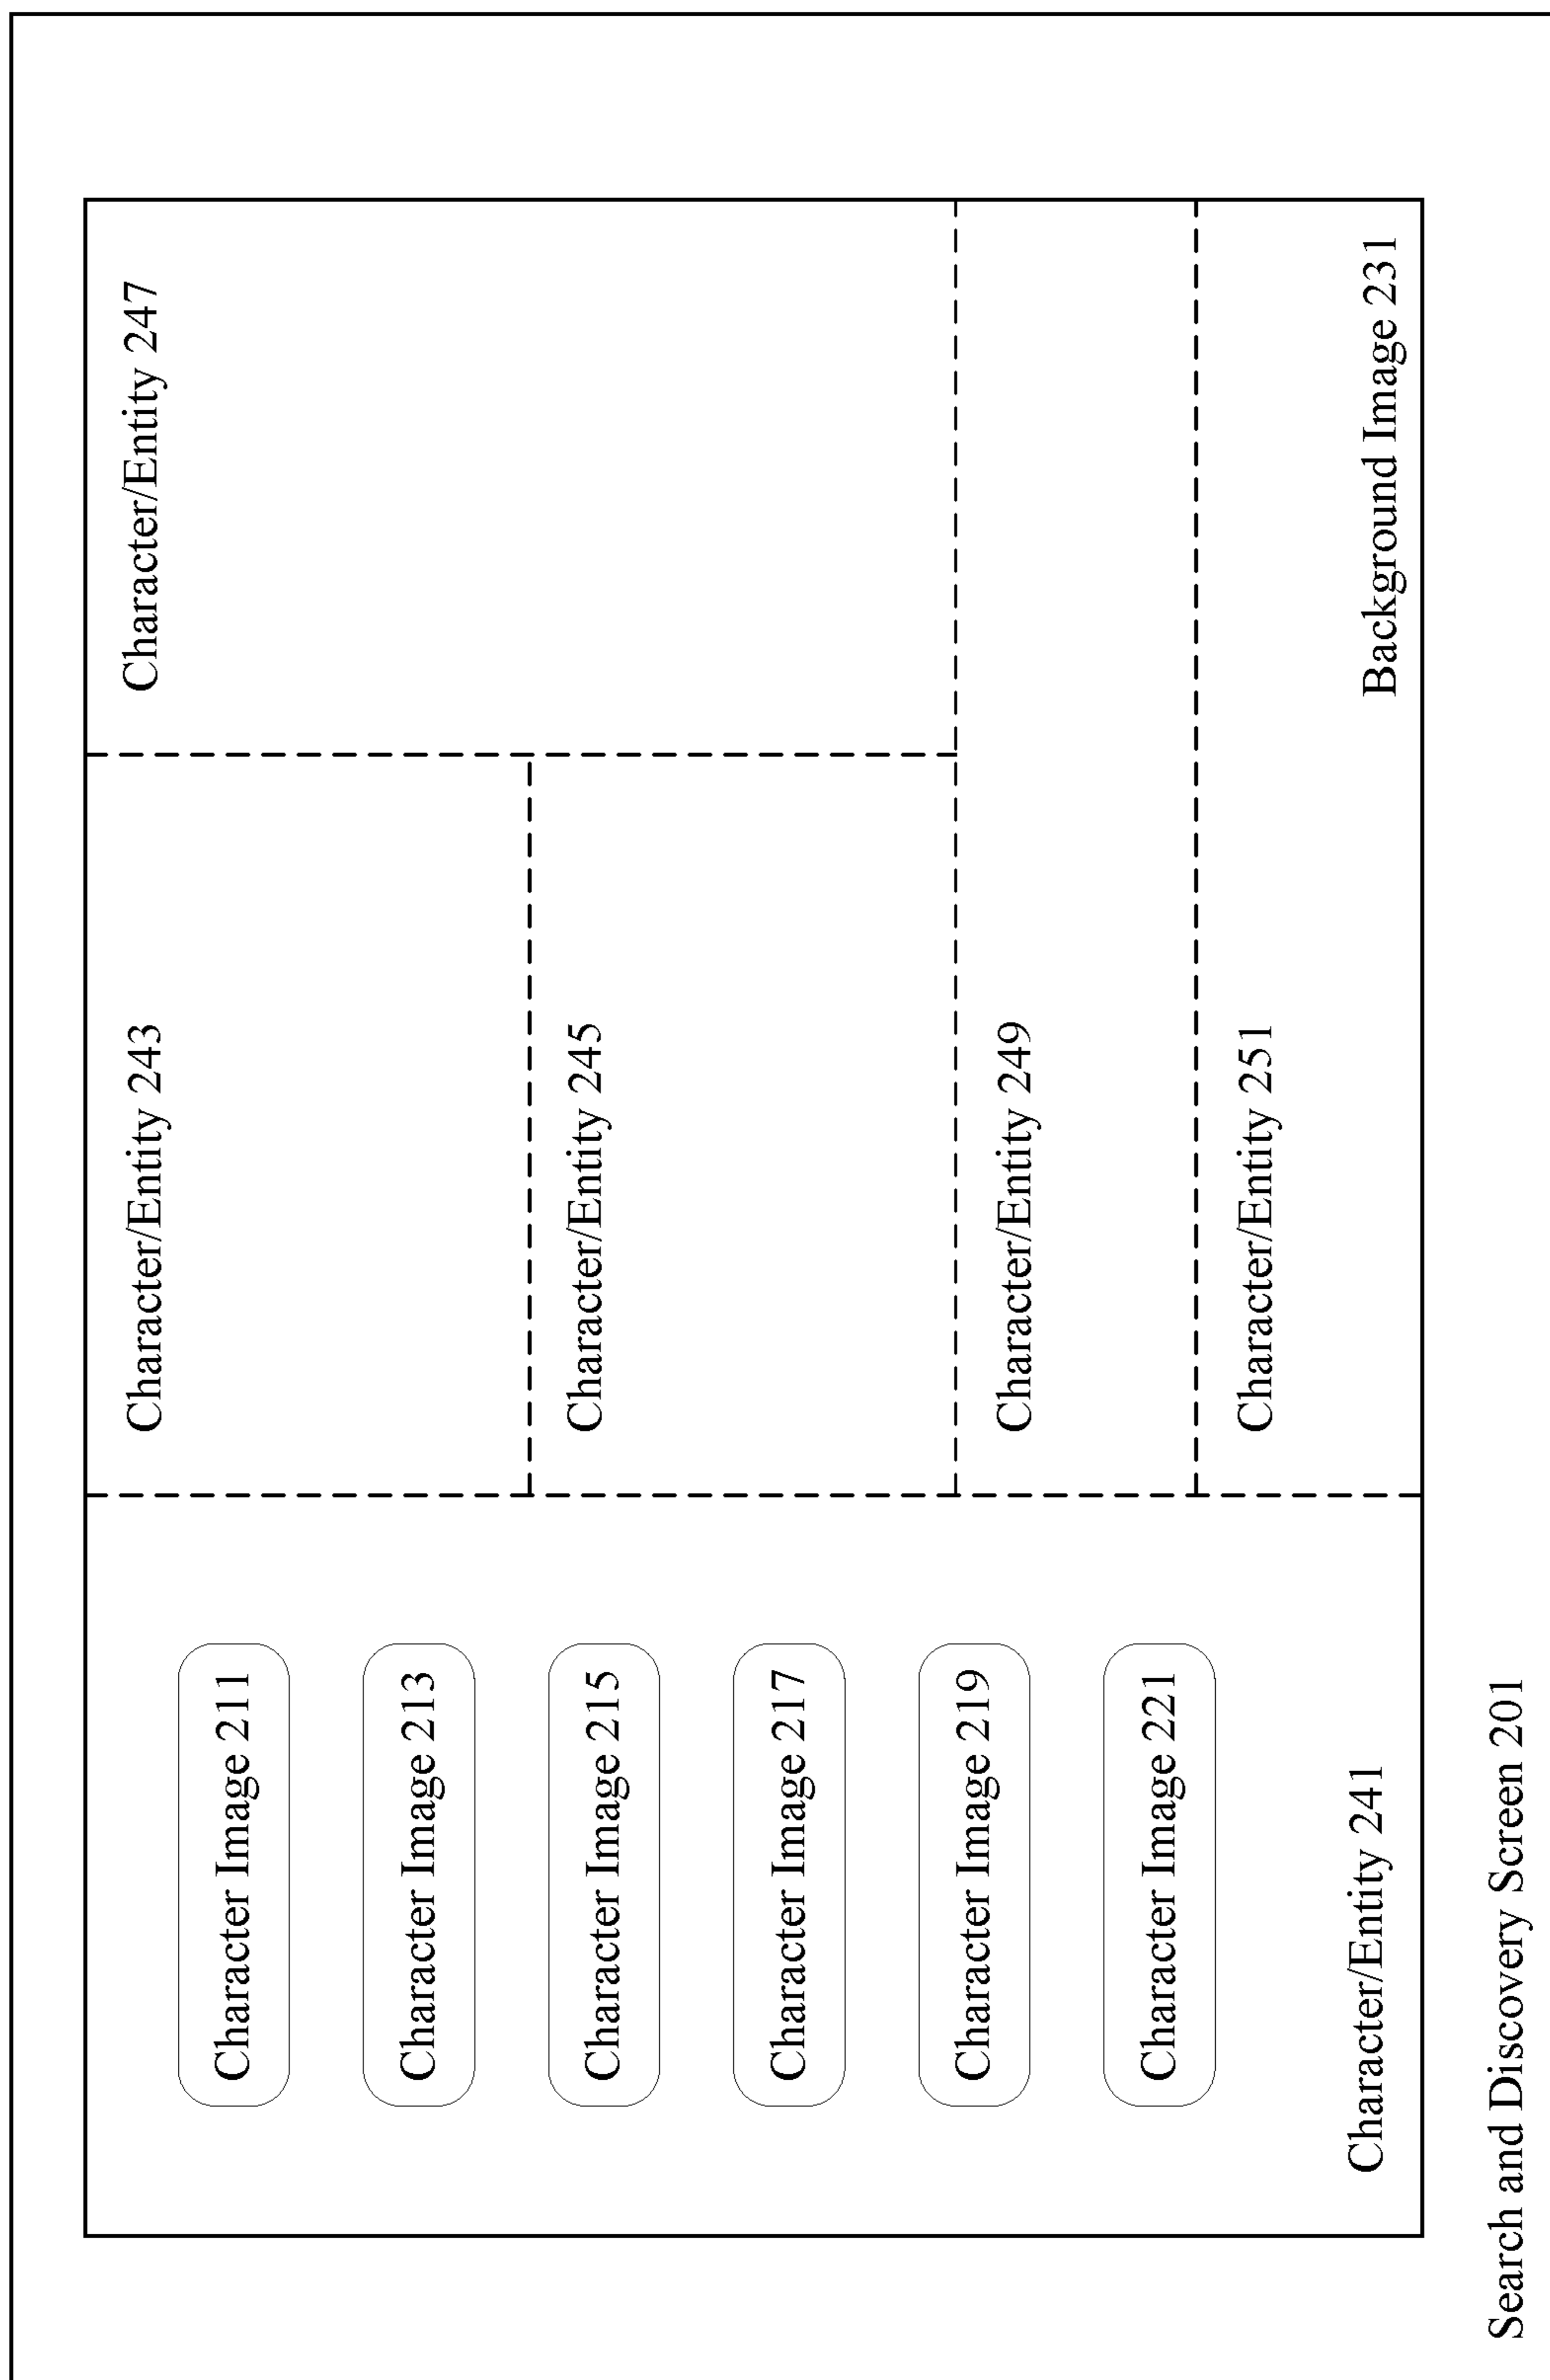 Character Image 211
Character Image 213
Character Image 215
Character Image 217
Character Image 219
Character Image 221
Character/Entity 241
Character/Entity 243
Character/Entity 245
Character/Entity 247
Character/Entity 249
Character/Entity 251
Background Image 231
Search and Discovery Screen 201